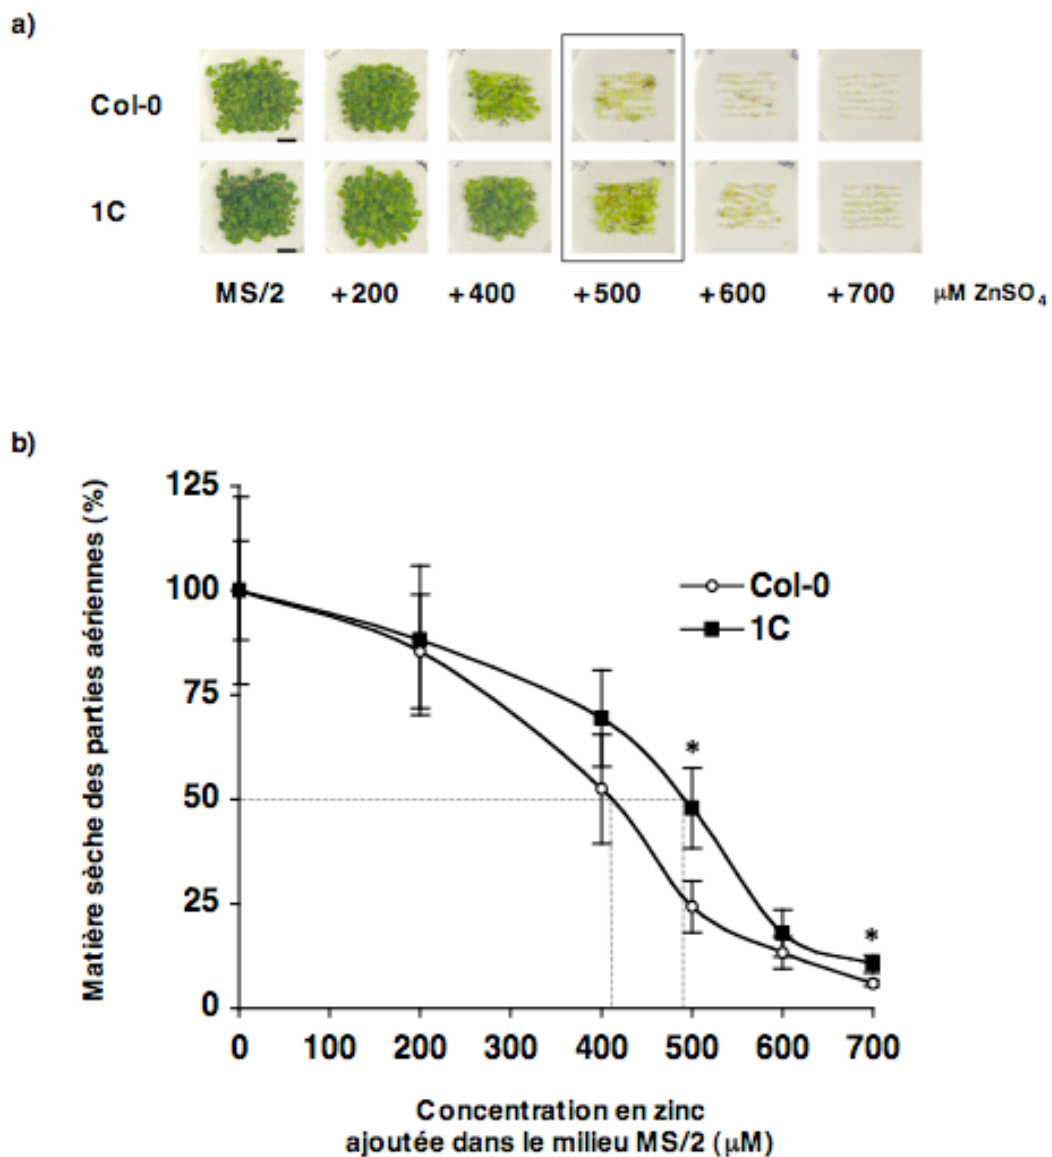 a)
Col-0
1C
MS/2 +200 +400 +500 +600 +700 µM ZnSO₄
b)
Matière sèche des parties aériennes (%)
125
100
75
50
25
0
Col-0
1C
*
*
0 100 200 300 400 500 600 700
Concentration en zinc
ajoutée dans le milieu MS/2 (µM)